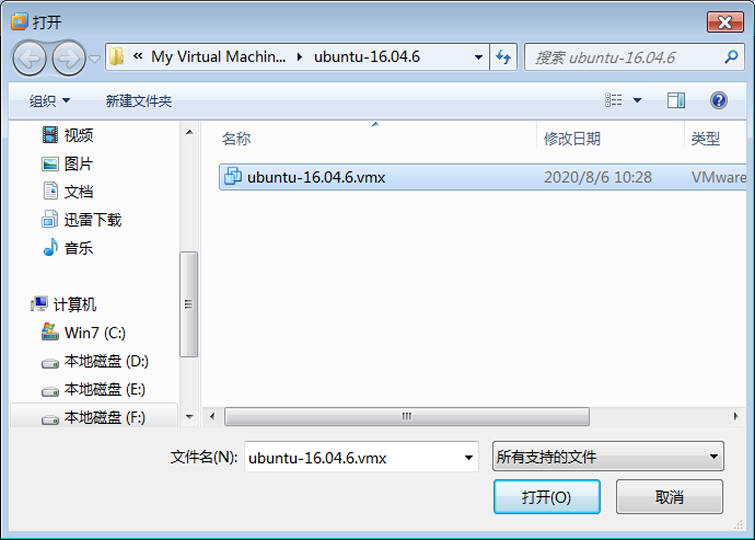 打开
« My Virtual Machin... ▸ ubuntu-16.04.6
搜索 ubuntu-16.04.6
组织
新建文件夹
视频
图片
文档
迅雷下载
音乐
计算机
Win7 (C:)
本地磁盘 (D:)
本地磁盘 (E:)
本地磁盘 (F:)
名称
修改日期
类型
ubuntu-16.04.6.vmx
2020/8/6 10:28
VMware
文件名(N):
ubuntu-16.04.6.vmx
所有支持的文件
打开(O)
取消